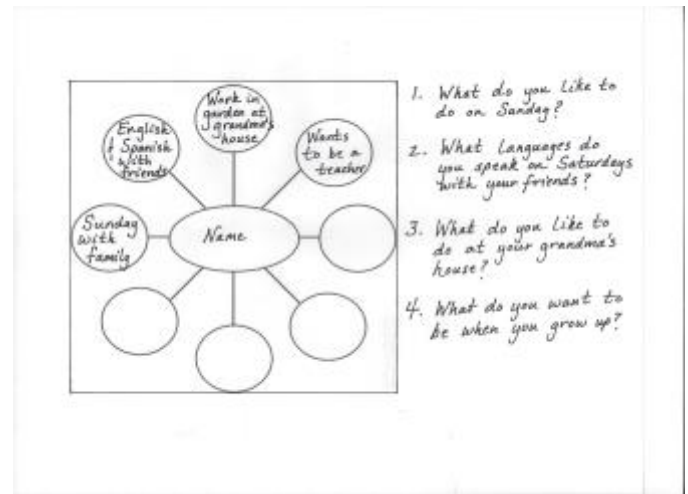 Work in
garden at
grandma's
house
English
& Spanish
with
friends
Wants
to be a
teacher
Sunday
with
family
Name
1. What do you like to
do on Sunday?
2. What languages do
you speak on Saturdays
with your friends?
3. What do you like to
do at your grandma's
house?
4. What do you want to
be when you grow up?